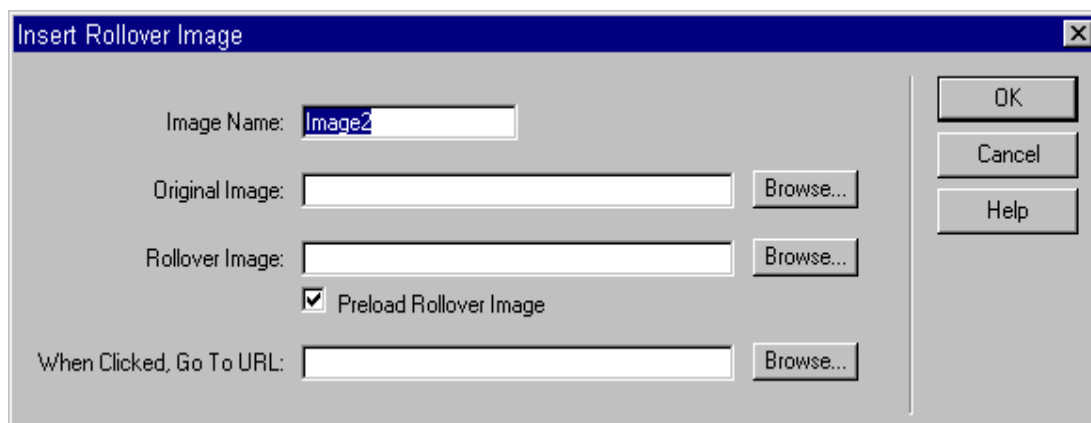 Insert Rollover Image
Image Name: Image2
Original Image: Browse...
Rollover Image: Browse...
Preload Rollover Image
When Clicked, Go To URL: Browse...
OK
Cancel
Help